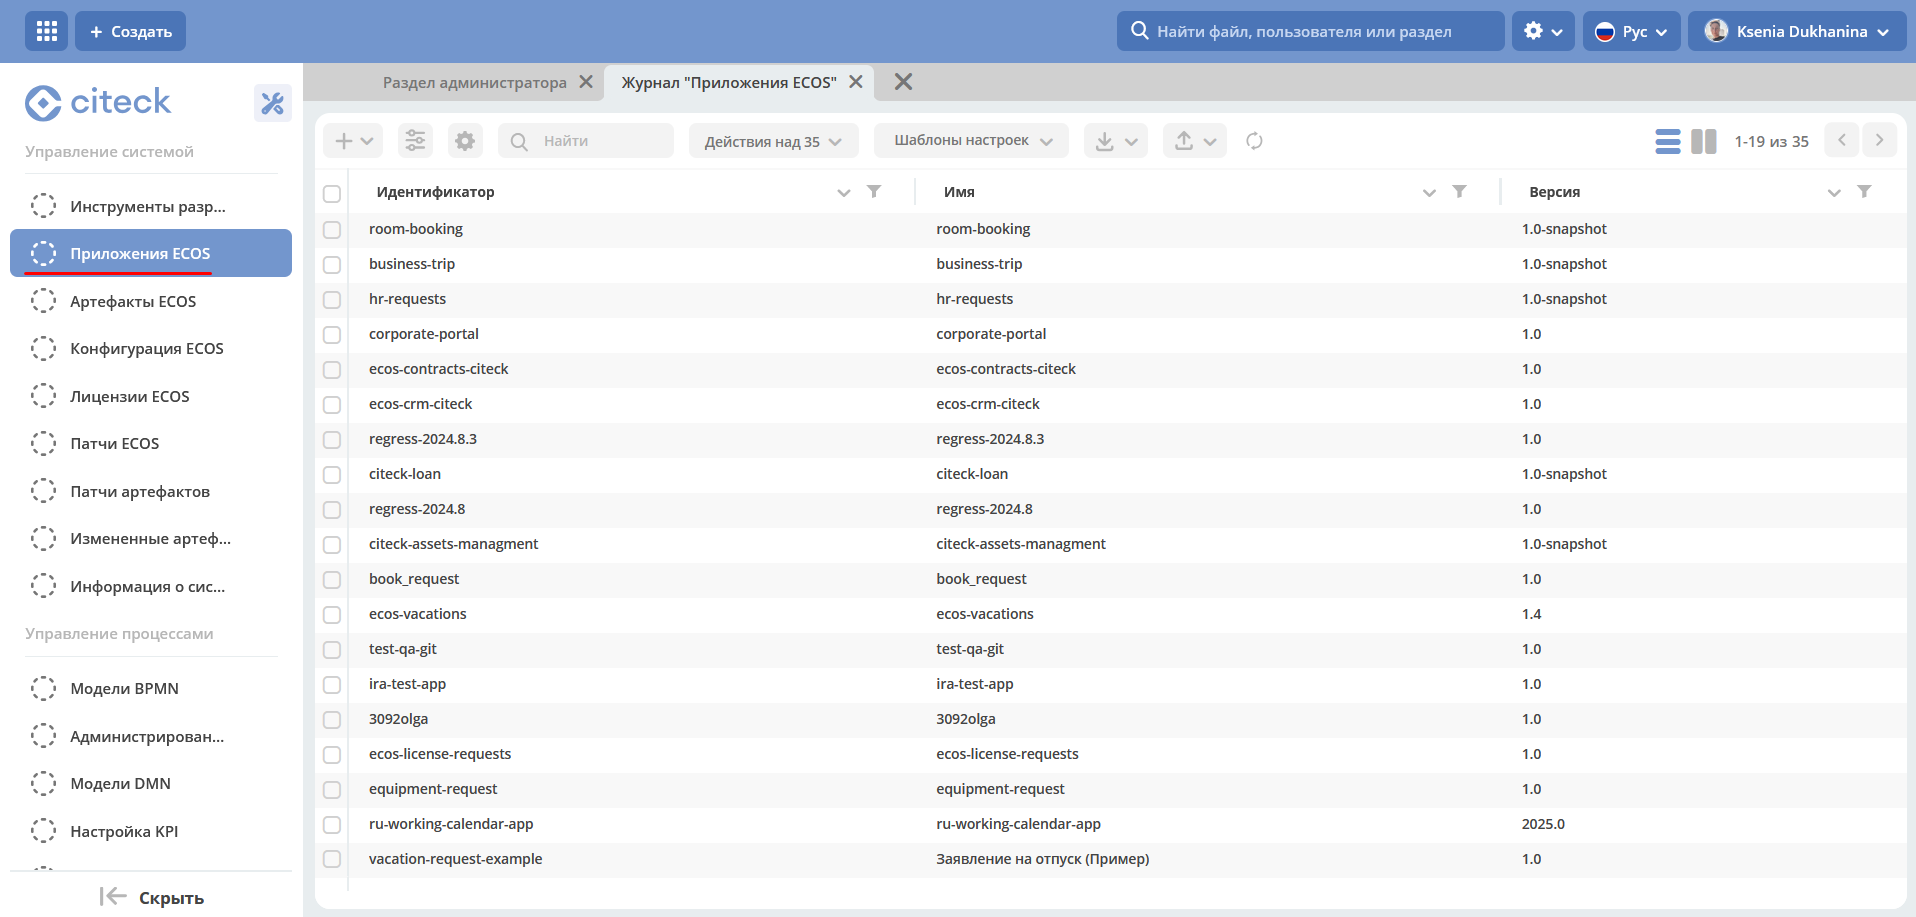 Создать
Найти файл, пользователя или раздел
Рус
Ksenia Dukhanina
citeck
Управление системой
Инструменты разр...
Приложения ECOS
Артефакты ECOS
Конфигурация ECOS
Лицензии ECOS
Патчи ECOS
Патчи артефактов
Измененные артеф...
Информация о сис...
Управление процессами
Модели BPMN
Администрирован...
Модели DMN
Настройка KPI
Скрыть
Раздел администратора
Журнал "Приложения ECOS"
Найти
Действия над 35
Шаблоны настроек
1-19 из 35
Идентификатор Имя Версия
room-booking room-booking 1.0-snapshot
business-trip business-trip 1.0-snapshot
hr-requests hr-requests 1.0-snapshot
corporate-portal corporate-portal 1.0
ecos-contracts-citeck ecos-contracts-citeck 1.0
ecos-crm-citeck ecos-crm-citeck 1.0
regress-2024.8.3 regress-2024.8.3 1.0
citeck-loan citeck-loan 1.0-snapshot
regress-2024.8 regress-2024.8 1.0
citeck-assets-managment citeck-assets-managment 1.0-snapshot
book_request book_request 1.0
ecos-vacations ecos-vacations 1.4
test-qa-git test-qa-git 1.0
ira-test-app ira-test-app 1.0
3092olga 3092olga 1.0
ecos-license-requests ecos-license-requests 1.0
equipment-request equipment-request 1.0
ru-working-calendar-app ru-working-calendar-app 2025.0
vacation-request-example Заявление на отпуск (Пример) 1.0